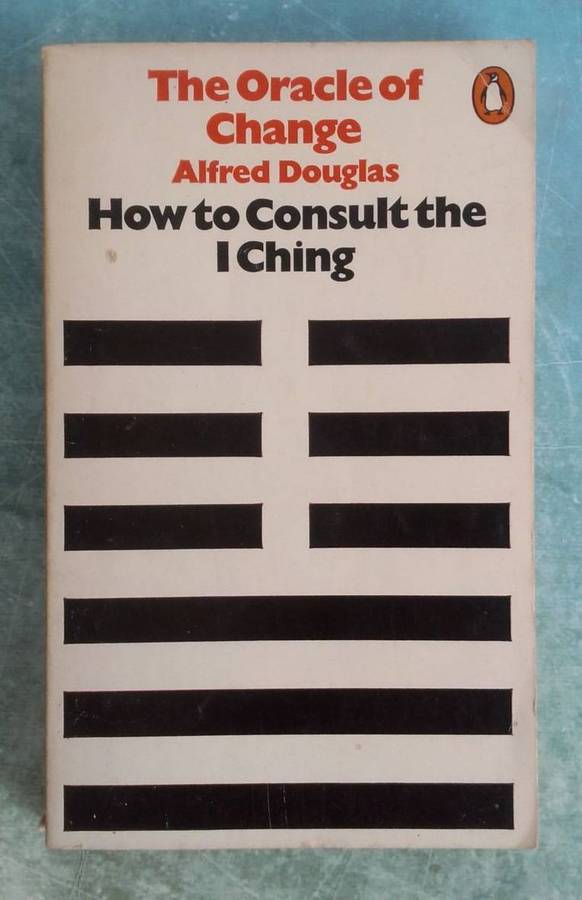 The Oracle of
Change
Alfred Douglas
How to Consult the
I Ching